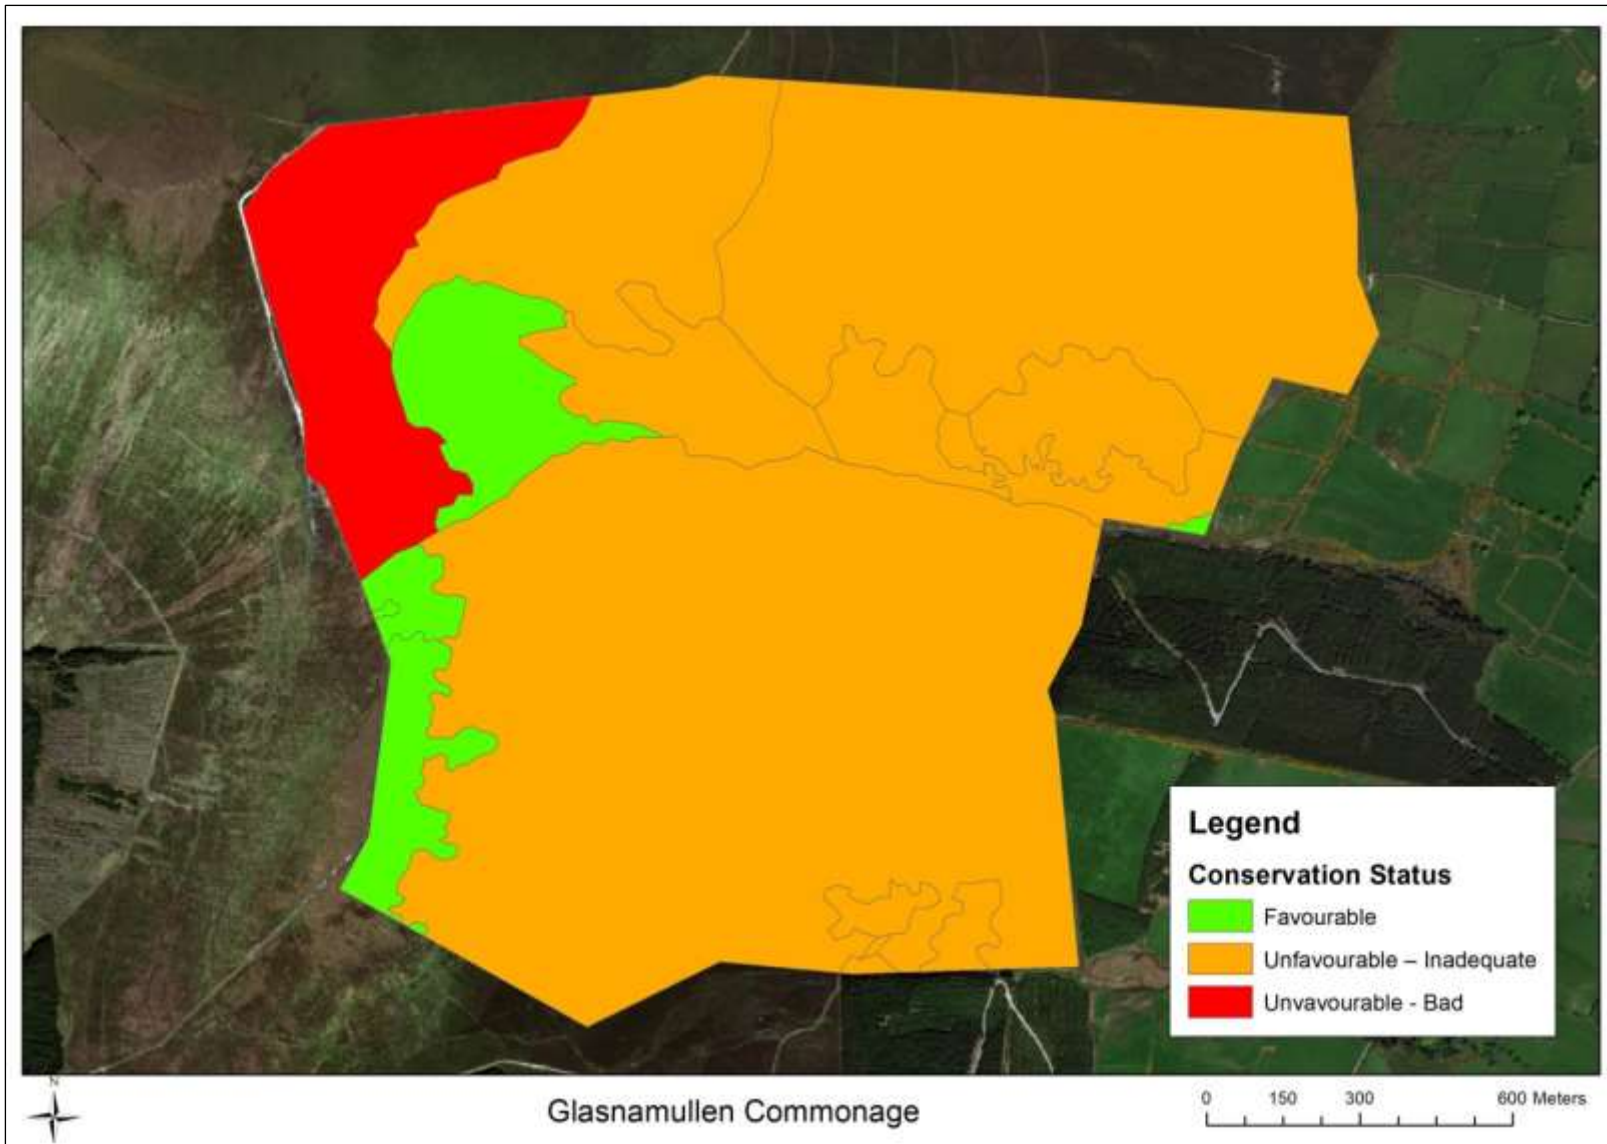 Legend
Conservation Status
Favourable
Unfavourable – Inadequate
Unvavourable - Bad
N
Glasnamullen Commonage
0 150 300 600 Meters